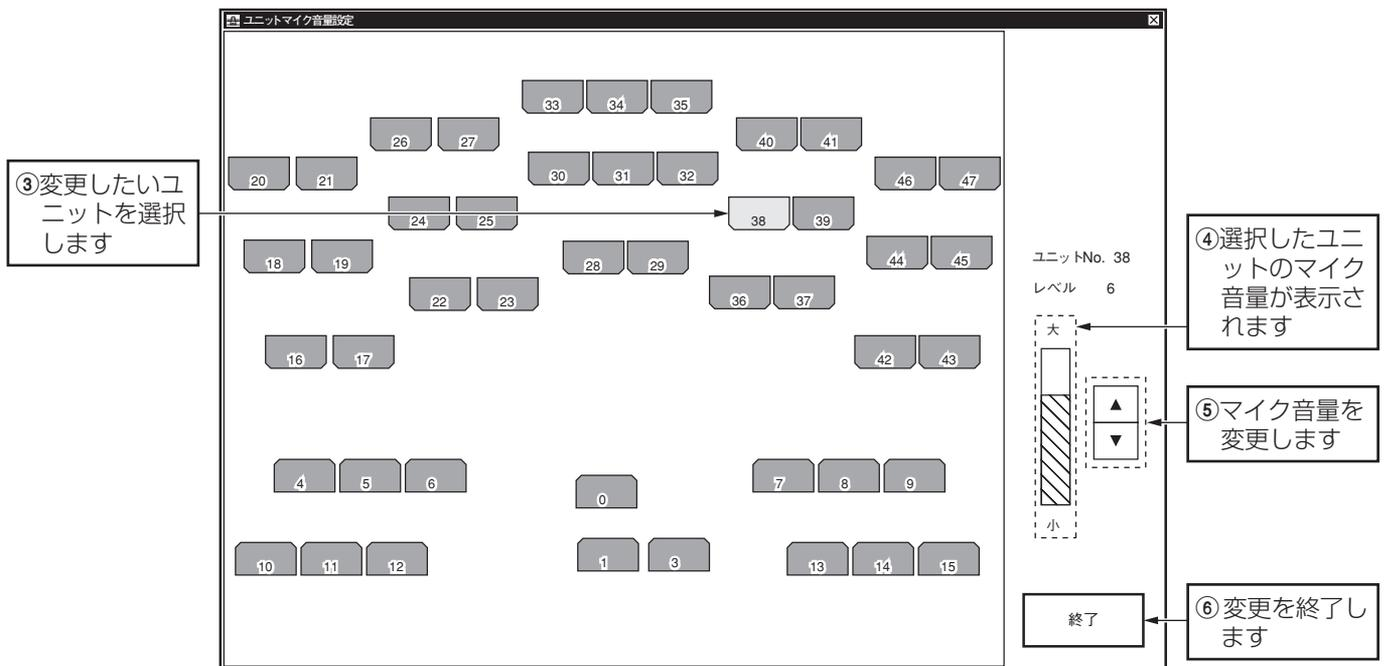 ユニットマイク音量設定
33 34 35
26 27
40 41
30 31 32
20 21
46 47
③変更したいユ
ニットを選択
します
24 25
38 39
18 19
28 29
44 45
22 23
36 37
16 17
42 43
4 5 6
0
7 8 9
10 11 12
1 3
13 14 15
ユニットNo. 38
レベル 6
大
▲
▼
小
終了
④選択したユニ
ットのマイク
音量が表示さ
れます
⑤マイク音量を
変更します
⑥変更を終了し
ます